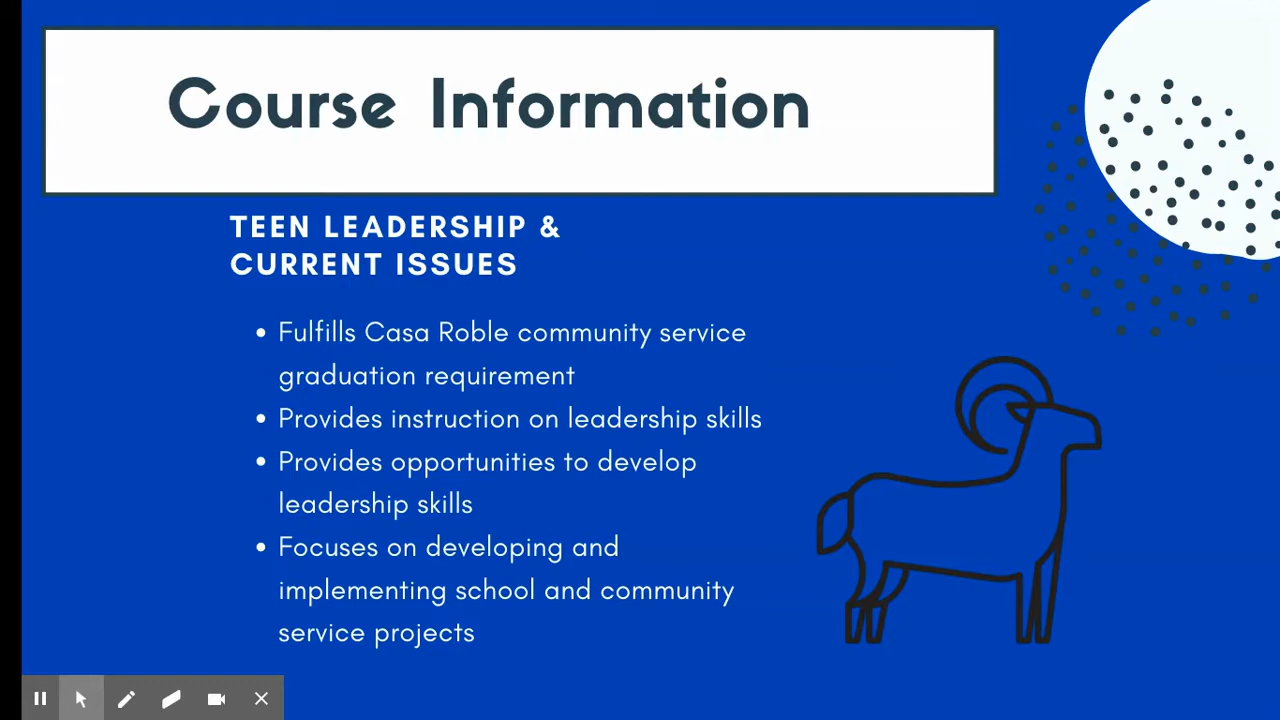 Course Information
TEEN LEADERSHIP &
CURRENT ISSUES
• Fulfills Casa Roble community service
graduation requirement
• Provides instruction on leadership skills
• Provides opportunities to develop
leadership skills
• Focuses on developing and
implementing school and community
service projects